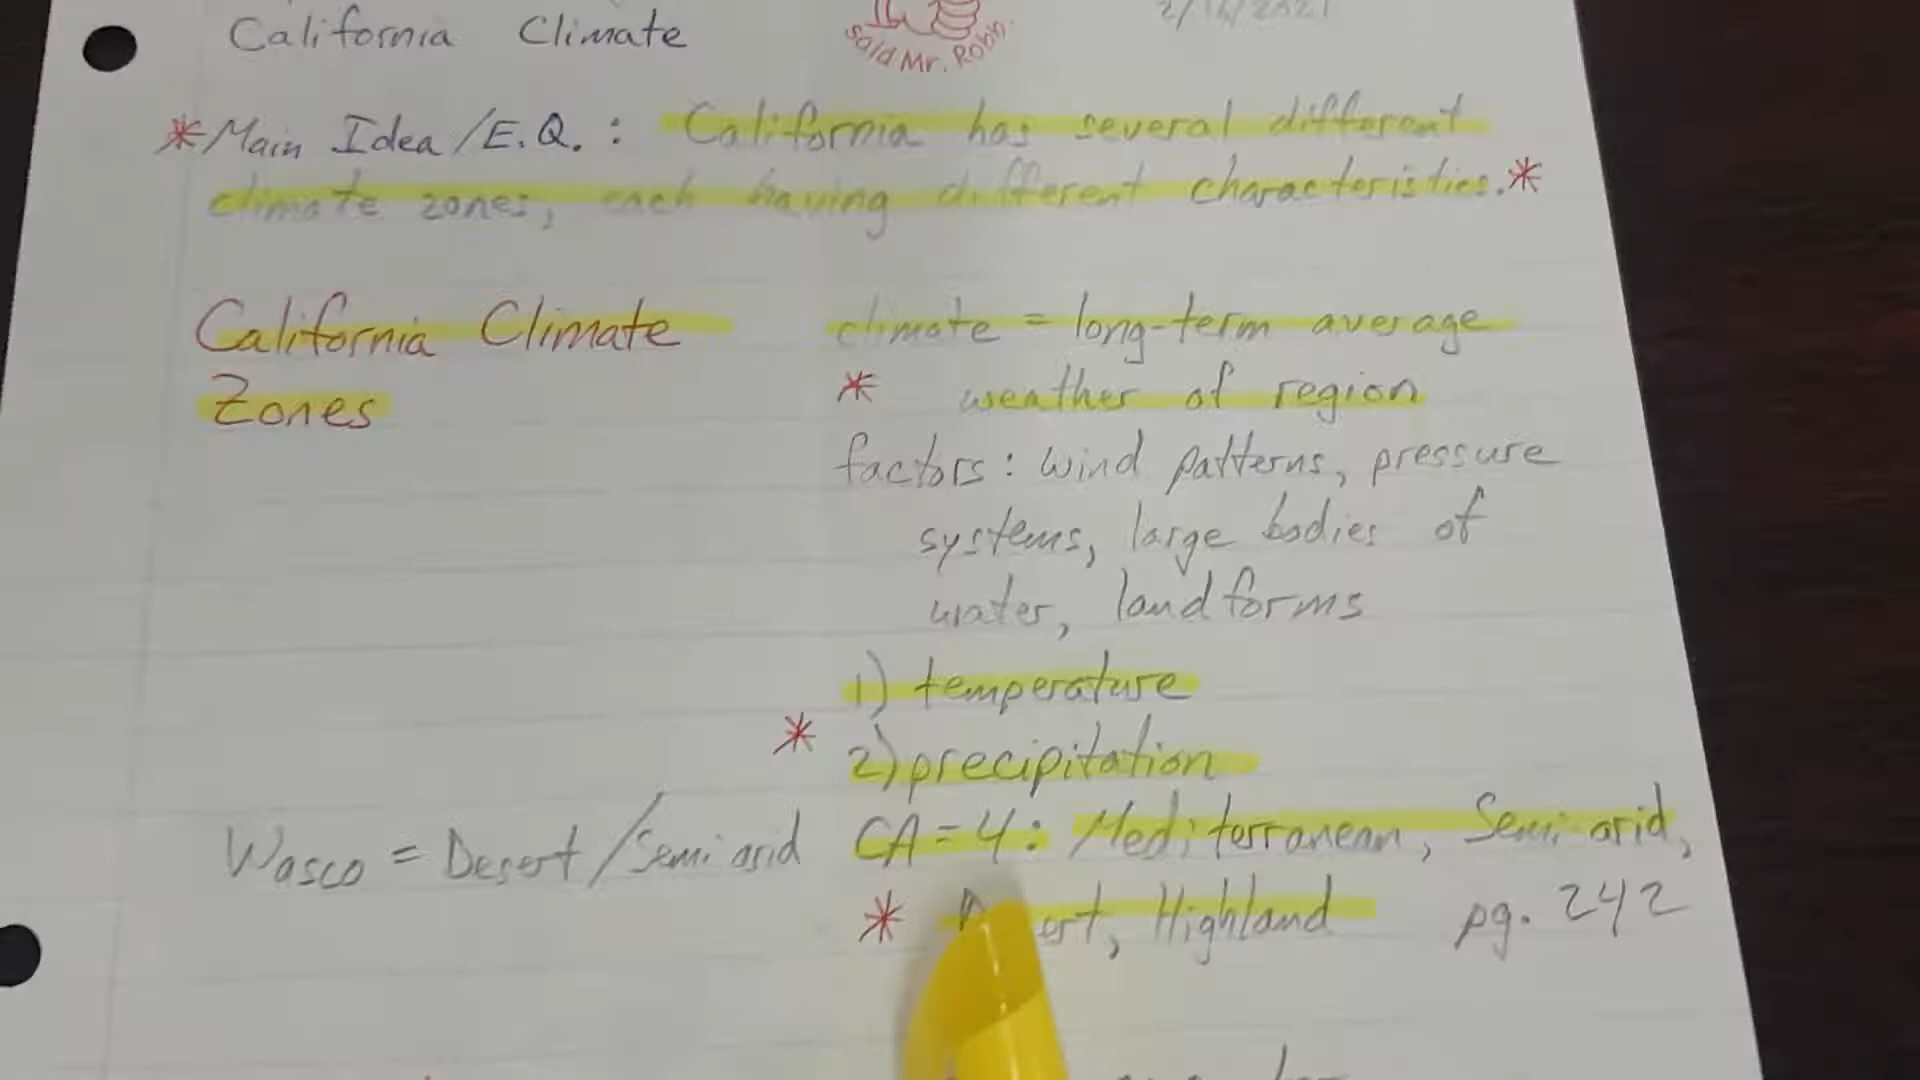 California Climate
said Mr. Robin.
*Main Idea/E.Q. : California has several different
climate zones, each having different characteristics.*
California Climate
Zones
climate = long-term average
* weather of region
factors: wind patterns, pressure
systems, large bodies of
water, landforms
1) temperature
*
2) precipitation
Wasco = Desert/Semi arid
CA = 4: Mediterranean, Semi-arid,
* ert, Highland pg. 242